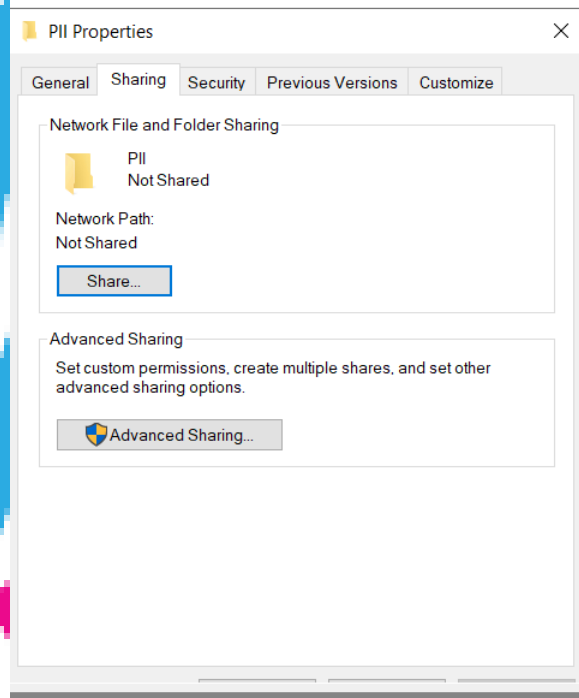 PII Properties
General Sharing Security Previous Versions Customize
Network File and Folder Sharing
PII
Not Shared
Network Path:
Not Shared
Share...
Advanced Sharing
Set custom permissions, create multiple shares, and set other
advanced sharing options.
Advanced Sharing...